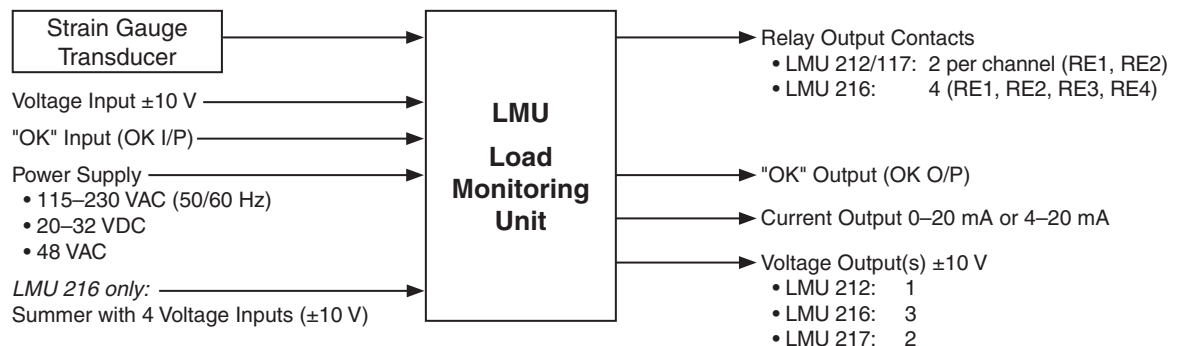 Strain Gauge
Transducer
Voltage Input ±10 V
"OK" Input (OK I/P)
Power Supply
• 115–230 VAC (50/60 Hz)
• 20–32 VDC
• 48 VAC
LMU 216 only:
Summer with 4 Voltage Inputs (±10 V)
LMU
Load
Monitoring
Unit
Relay Output Contacts
• LMU 212/117: 2 per channel (RE1, RE2)
• LMU 216: 4 (RE1, RE2, RE3, RE4)
"OK" Output (OK O/P)
Current Output 0–20 mA or 4–20 mA
Voltage Output(s) ±10 V
• LMU 212: 1
• LMU 216: 3
• LMU 217: 2